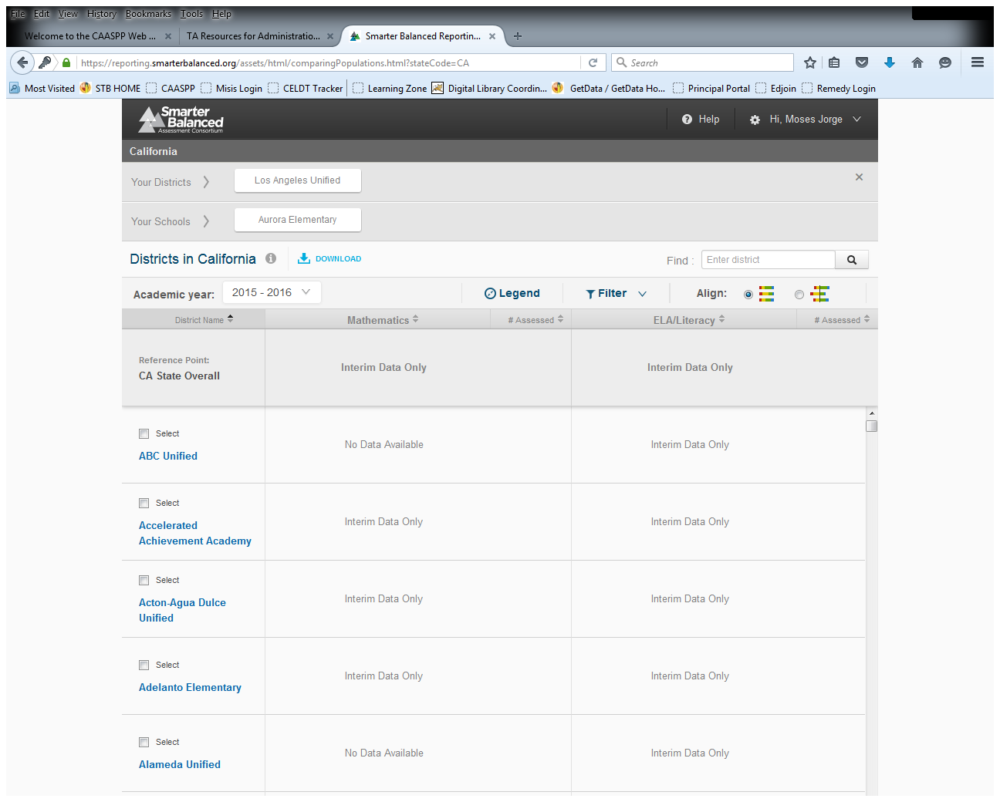 File Edit View History Bookmarks Tools Help
Welcome to the CAASPP Web ... × TA Resources for Administratio... × Smarter Balanced Reportin... × +
https://reporting.smarterbalanced.org/assets/html/comparingPopulations.html?stateCode=CA Search
Most Visited STB HOME CAASPP Misis Login CELDT Tracker Learning Zone Digital Library Coordin... GetData / GetData Ho... Principal Portal Edjoin Remedy Login
Smarter
Balanced
Assessment Consortium
Help Hi, Moses Jorge
California
Your Districts Los Angeles Unified ×
Your Schools Aurora Elementary
Districts in California DOWNLOAD Find : Enter district
Academic year: 2015 - 2016 Legend Filter Align:
District Name Mathematics # Assessed ELA/Literacy # Assessed
Reference Point:
CA State Overall Interim Data Only Interim Data Only
Select
ABC Unified No Data Available Interim Data Only
Select
Accelerated
Achievement Academy Interim Data Only Interim Data Only
Select
Acton-Agua Dulce
Unified Interim Data Only Interim Data Only
Select
Adelanto Elementary Interim Data Only Interim Data Only
Select
Alameda Unified No Data Available Interim Data Only